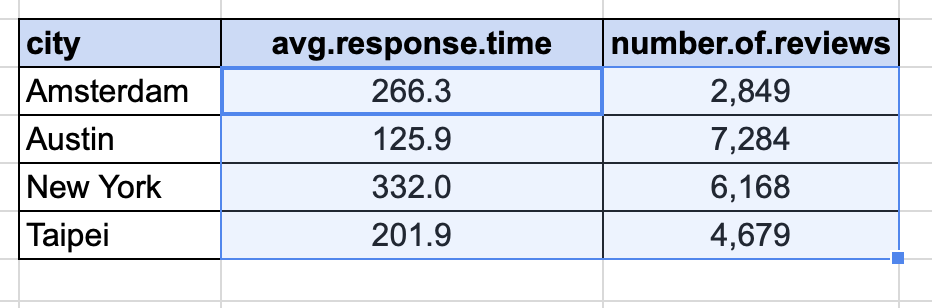 city avg.response.time number.of.reviews
Amsterdam 266.3 2,849
Austin 125.9 7,284
New York 332.0 6,168
Taipei 201.9 4,679